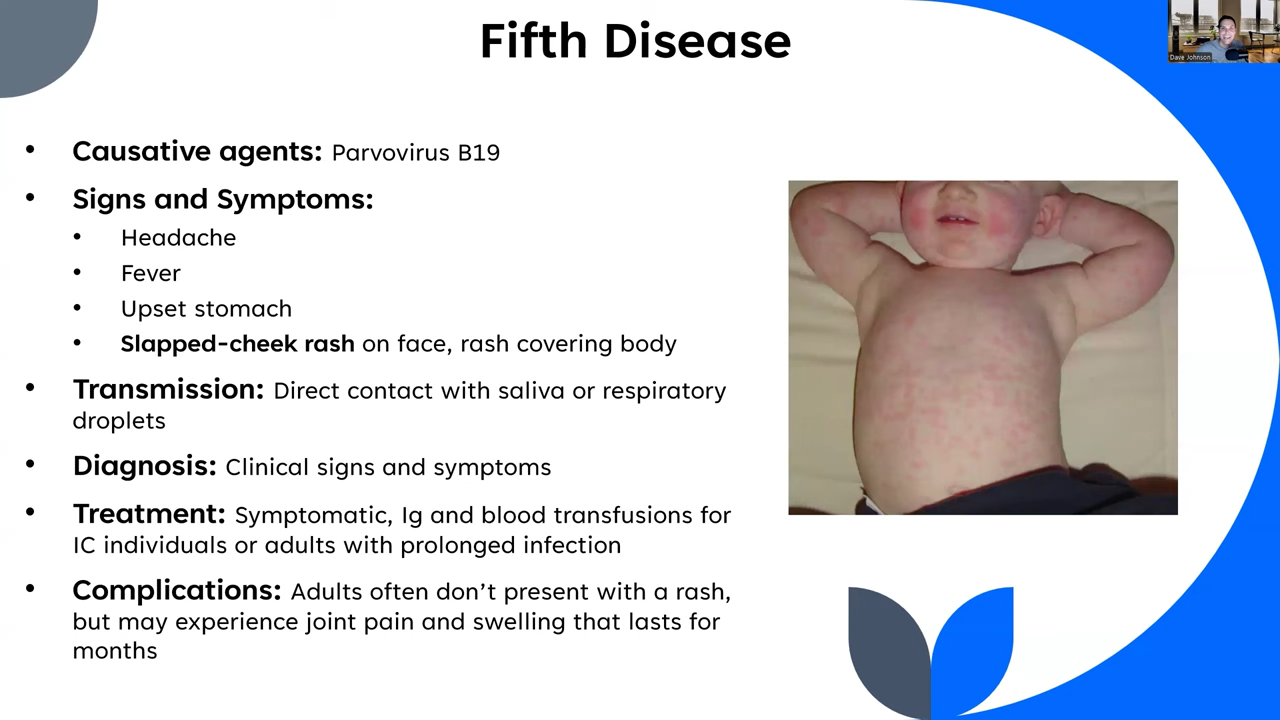 Fifth Disease
Dave Johnson
• Causative agents: Parvovirus B19
• Signs and Symptoms:
• Headache
• Fever
• Upset stomach
• Slapped-cheek rash on face, rash covering body
• Transmission: Direct contact with saliva or respiratory
droplets
• Diagnosis: Clinical signs and symptoms
• Treatment: Symptomatic, Ig and blood transfusions for
IC individuals or adults with prolonged infection
• Complications: Adults often don’t present with a rash,
but may experience joint pain and swelling that lasts for
months